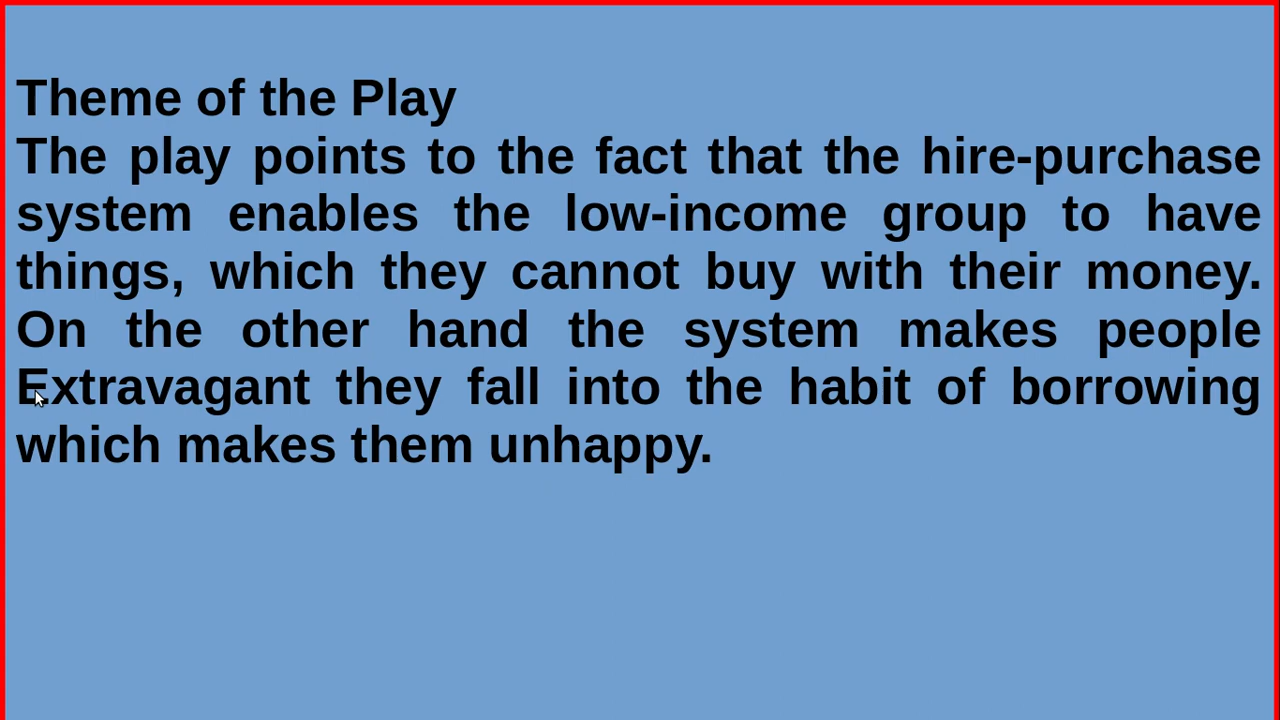 Theme of the Play
The play points to the fact that the hire-purchase
system enables the low-income group to have
things, which they cannot buy with their money.
On the other hand the system makes people
Extravagant they fall into the habit of borrowing
which makes them unhappy.